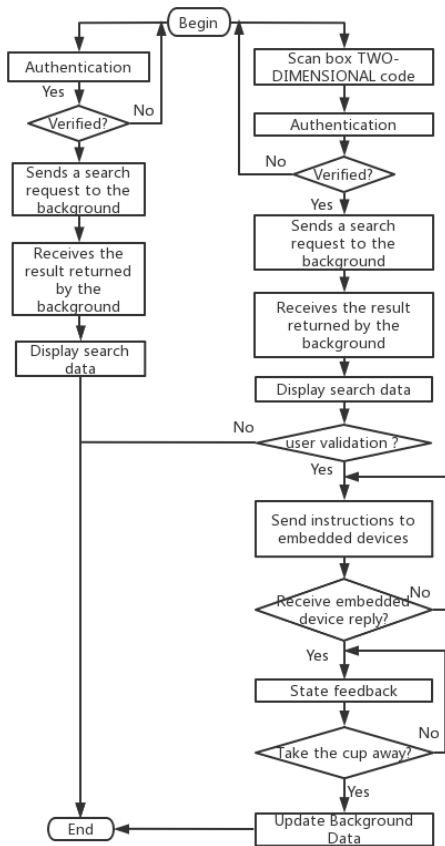 Begin
Authentication
Yes
Verified?
No
Sends a search
request to the
background
Receives the
result returned
by the
background
Display search
data
Scan box TWO-
DIMENSIONAL code
Authentication
No
Verified?
Yes
Sends a search
request to the
background
Receives the result
returned by the
background
Display search data
No
user validation ?
Yes
Send instructions to
embedded devices
Receive embedded
device reply?
No
Yes
State feedback
No
Take the cup away?
Yes
Update Background
Data
End